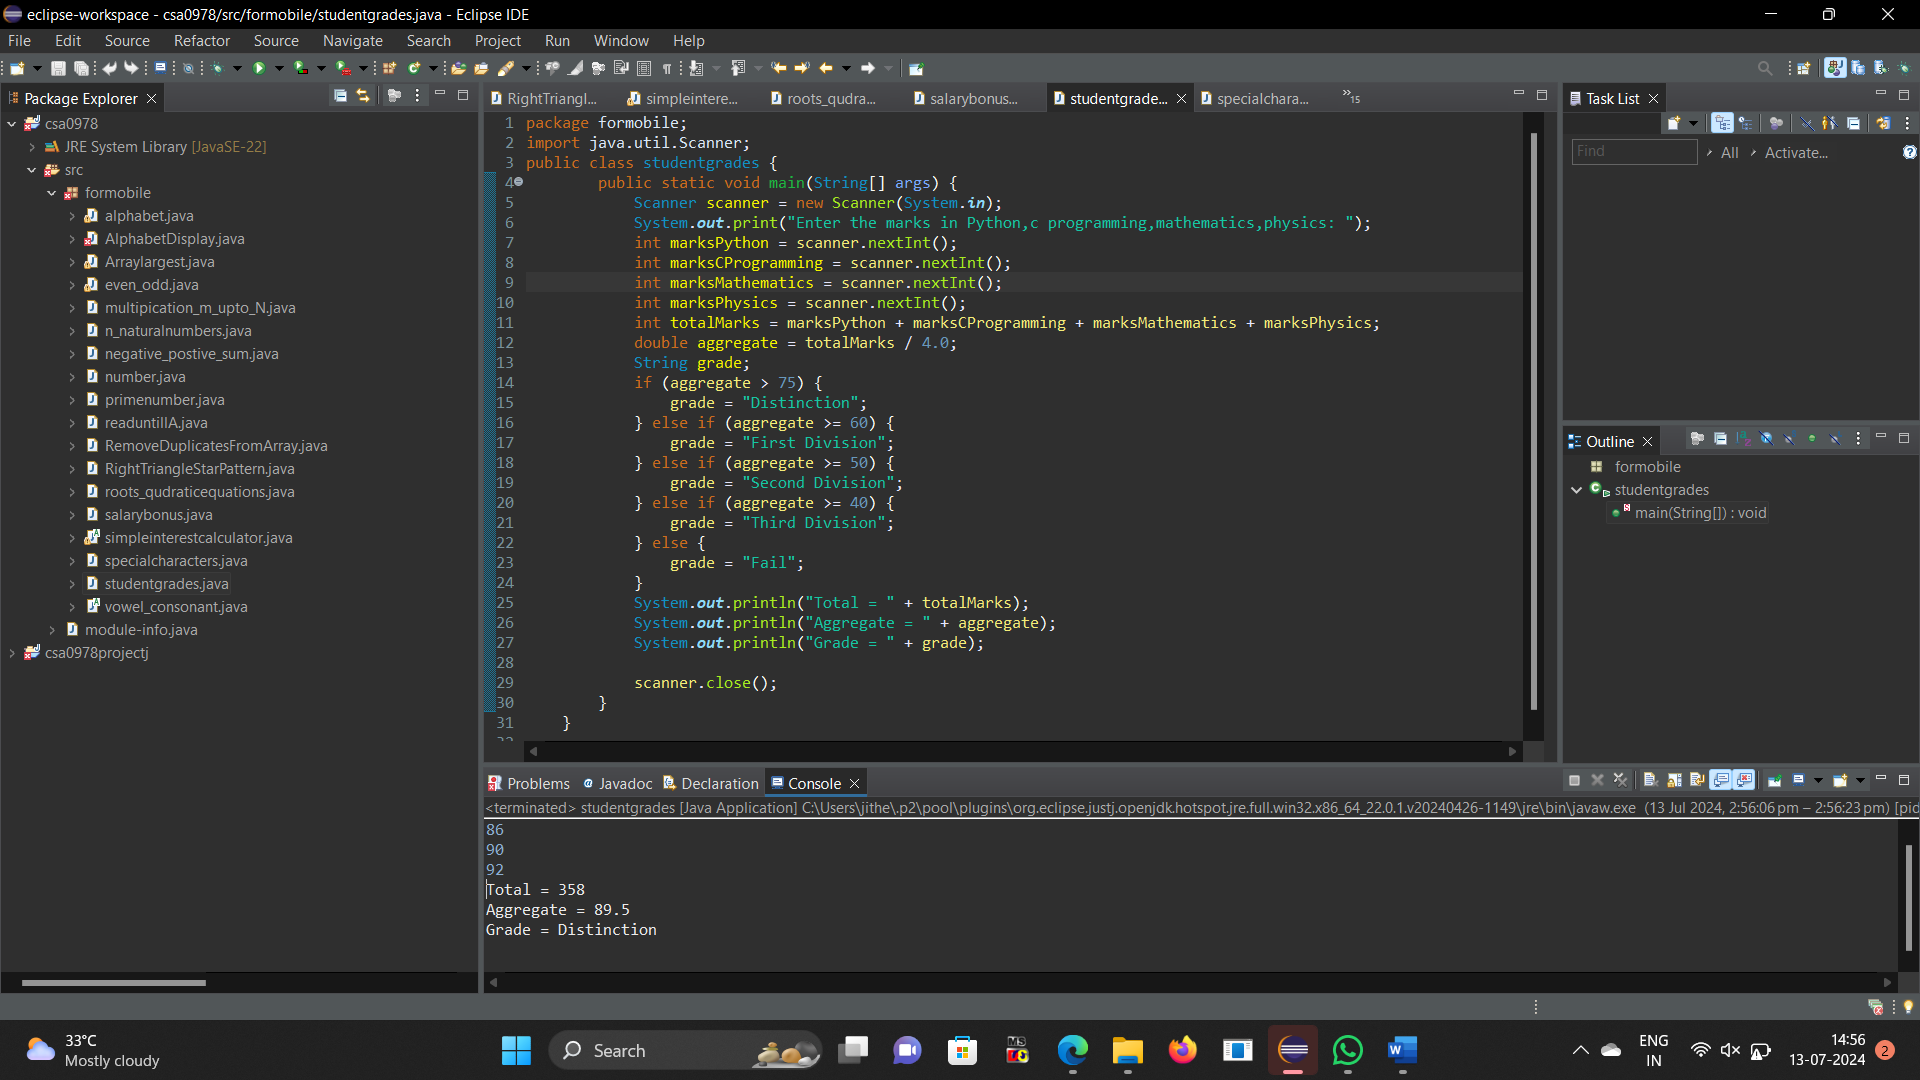 eclipse-workspace - csa0978/src/formobile/studentgrades.java - Eclipse IDE
File Edit Source Refactor Source Navigate Search Project Run Window Help
Package Explorer
csa0978
JRE System Library [JavaSE-22]
src
formobile
alphabet.java
AlphabetDisplay.java
Arraylargest.java
even_odd.java
multipication_m_upto_N.java
n_naturalnumbers.java
negative_postive_sum.java
number.java
primenumber.java
readuntillA.java
RemoveDuplicatesFromArray.java
RightTriangleStarPattern.java
roots_qudraticequations.java
salarybonus.java
simpleinterestcalculator.java
specialcharacters.java
studentgrades.java
vowel_consonant.java
module-info.java
csa0978projectj
RightTriangl... simpleintere... roots_qudra... salarybonus... studentgrade... specialchara... »15
1 package formobile;
2 import java.util.Scanner;
3 public class studentgrades {
4 public static void main(String[] args) {
5 Scanner scanner = new Scanner(System.in);
6 System.out.print("Enter the marks in Python,c programming,mathematics,physics: ");
7 int marksPython = scanner.nextInt();
8 int marksCProgramming = scanner.nextInt();
9 int marksMathematics = scanner.nextInt();
10 int marksPhysics = scanner.nextInt();
11 int totalMarks = marksPython + marksCProgramming + marksMathematics + marksPhysics;
12 double aggregate = totalMarks / 4.0;
13 String grade;
14 if (aggregate > 75) {
15 grade = "Distinction";
16 } else if (aggregate >= 60) {
17 grade = "First Division";
18 } else if (aggregate >= 50) {
19 grade = "Second Division";
20 } else if (aggregate >= 40) {
21 grade = "Third Division";
22 } else {
23 grade = "Fail";
24 }
25 System.out.println("Total = " + totalMarks);
26 System.out.println("Aggregate = " + aggregate);
27 System.out.println("Grade = " + grade);
28
29 scanner.close();
30 }
31 }
Task List
Find All Activate...
Outline
formobile
studentgrades
main(String[]) : void
Problems Javadoc Declaration Console
<terminated> studentgrades [Java Application] C:\Users\jithe\.p2\pool\plugins\org.eclipse.justj.openjdk.hotspot.jre.full.win32.x86_64_22.0.1.v20240426-1149\jre\bin\javaw.exe (13 Jul 2024, 2:56:06 pm – 2:56:23 pm) [pid
86
90
92
Total = 358
Aggregate = 89.5
Grade = Distinction
33°C
Mostly cloudy
Search
ENG
IN
14:56
13-07-2024
2